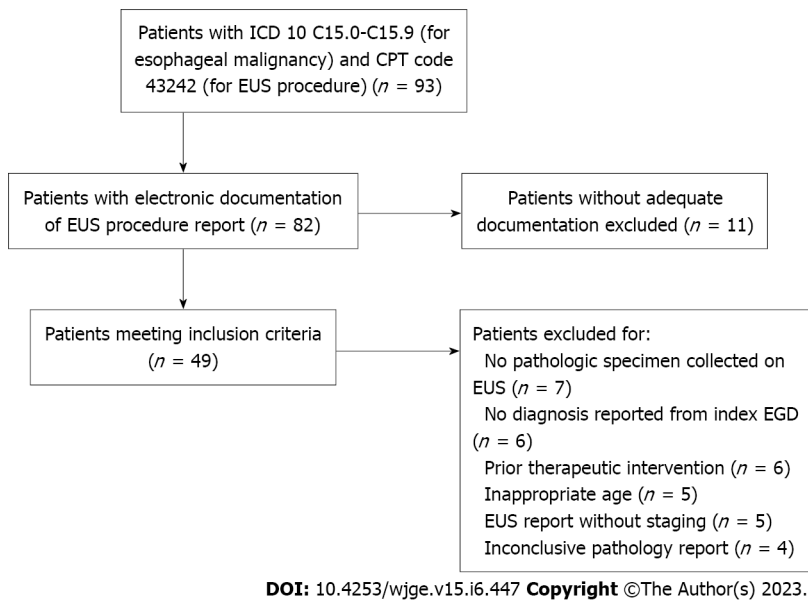 Patients with ICD 10 C15.0-C15.9 (for
esophageal malignancy) and CPT code
43242 (for EUS procedure) (n = 93)
Patients with electronic documentation
of EUS procedure report (n = 82)
Patients without adequate
documentation excluded (n = 11)
Patients meeting inclusion criteria
(n = 49)
Patients excluded for:
No pathologic specimen collected on
EUS (n = 7)
No diagnosis reported from index EGD
(n = 6)
Prior therapeutic intervention (n = 6)
Inappropriate age (n = 5)
EUS report without staging (n = 5)
Inconclusive pathology report (n = 4)
DOI: 10.4253/wjge.v15.i6.447 Copyright ©The Author(s) 2023.